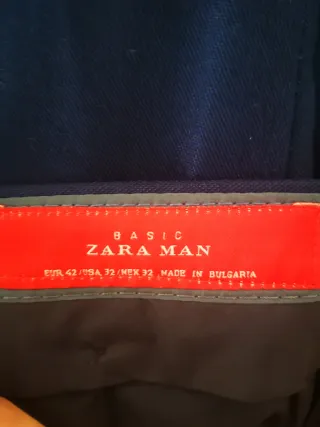 BASIC
ZARA MAN
EUR 42/USA 32/MEX 32 MADE IN BULGARIA